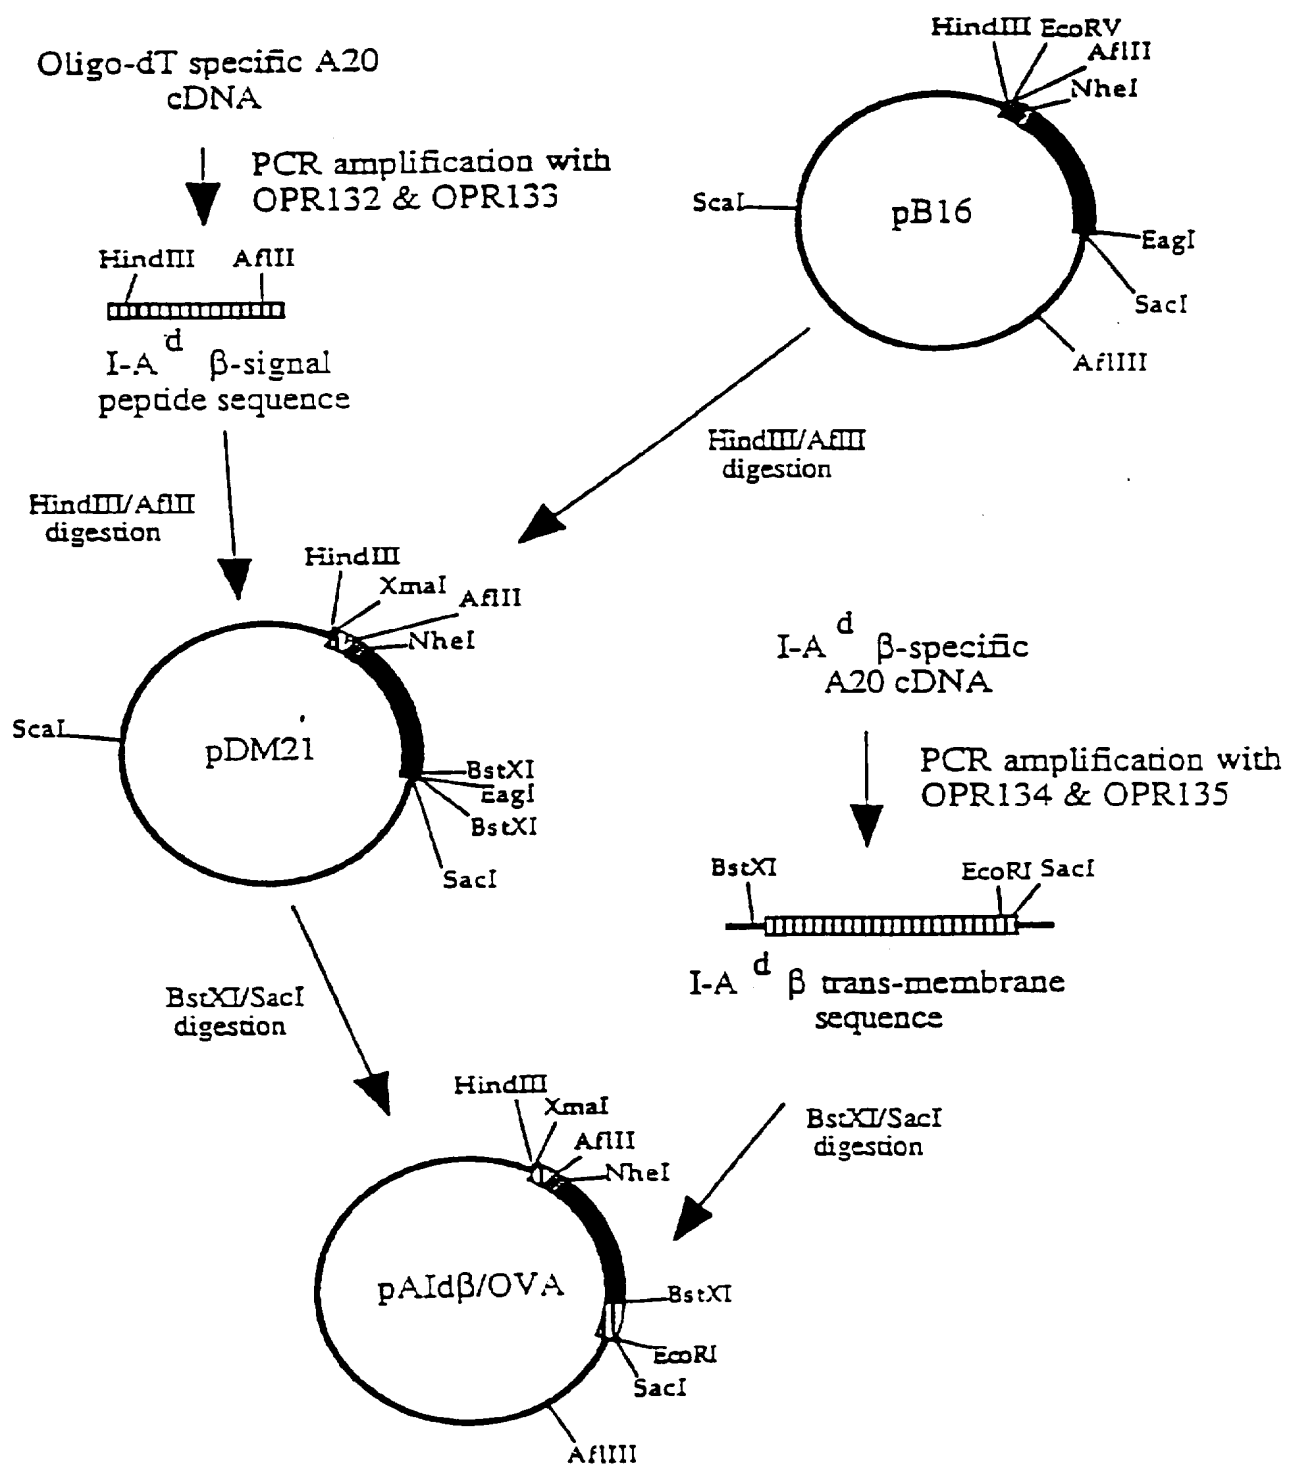 Oligo-dT specific A20
cDNA
PCR amplification with
OPR132 & OPR133
HindIII AflII
I-A d β-signal
peptide sequence
HindIII/AflII
digestion
HindIII EcoRV
AflII
NheI
ScaI
pB16
EagI
SacI
AflIII
HindIII/AflII
digestion
HindIII
XmaI
AflII
NheI
ScaI
pDM21
BstXI
EagI
BstXI
SacI
I-A d β-specific
A20 cDNA
PCR amplification with
OPR134 & OPR135
BstXI
EcoRI SacI
I-A d β trans-membrane
sequence
BstXI/SacI
digestion
BstXI/SacI
digestion
HindIII
XmaI
AflII
NheI
pAIdβ/OVA
BstXI
EcoRI
SacI
AflIII